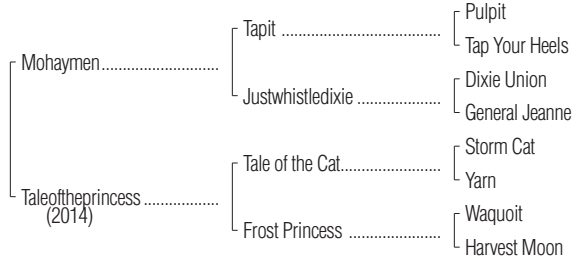 Pulpit
Tapit ........................................
Tap Your Heels
Mohaymen.............................
Dixie Union
Justwhistledixie .....................
General Jeanne
Storm Cat
Tale of the Cat.........................
Yarn
Taleoftheprincess ..................
(2014)
Waquoit
Frost Princess .......................
Harvest Moon